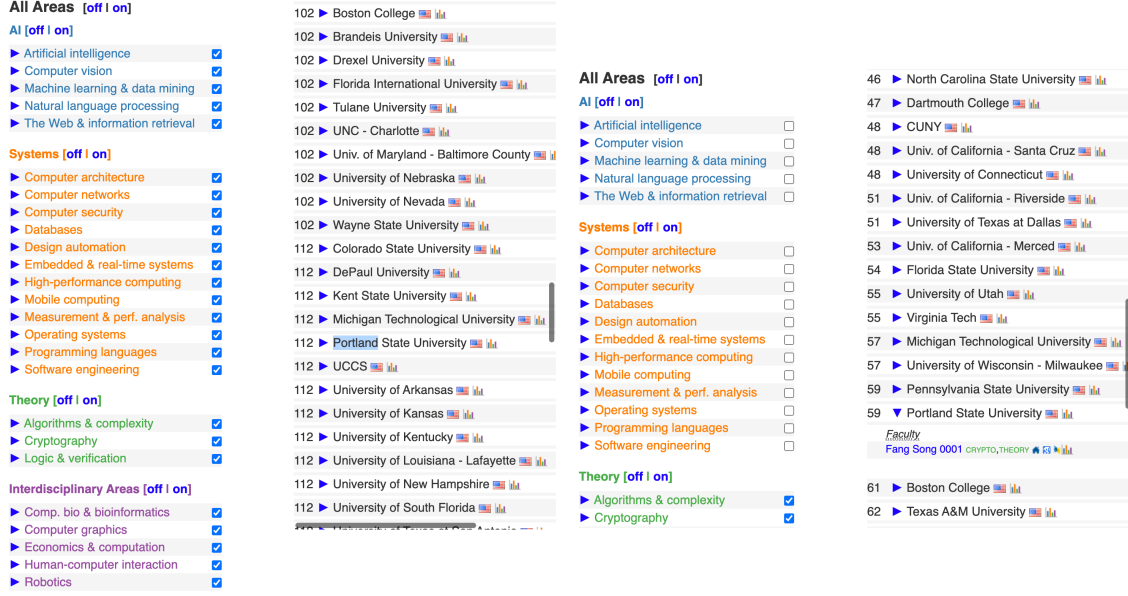 All Areas [off | on]
AI [off | on]
► Artificial intelligence
► Computer vision
► Machine learning & data mining
► Natural language processing
► The Web & information retrieval
Systems [off | on]
► Computer architecture
► Computer networks
► Computer security
► Databases
► Design automation
► Embedded & real-time systems
► High-performance computing
► Mobile computing
► Measurement & perf. analysis
► Operating systems
► Programming languages
► Software engineering
Theory [off | on]
► Algorithms & complexity
► Cryptography
► Logic & verification
Interdisciplinary Areas [off | on]
► Comp. bio & bioinformatics
► Computer graphics
► Economics & computation
► Human-computer interaction
► Robotics
102 ► Boston College
102 ► Brandeis University
102 ► Drexel University
102 ► Florida International University
102 ► Tulane University
102 ► UNC - Charlotte
102 ► Univ. of Maryland - Baltimore County
102 ► University of Nebraska
102 ► University of Nevada
102 ► Wayne State University
112 ► Colorado State University
112 ► DePaul University
112 ► Kent State University
112 ► Michigan Technological University
112 ► Portland State University
112 ► UCCS
112 ► University of Arkansas
112 ► University of Kansas
112 ► University of Kentucky
112 ► University of Louisiana - Lafayette
112 ► University of New Hampshire
112 ► University of South Florida
All Areas [off | on]
AI [off | on]
► Artificial intelligence
► Computer vision
► Machine learning & data mining
► Natural language processing
► The Web & information retrieval
Systems [off | on]
► Computer architecture
► Computer networks
► Computer security
► Databases
► Design automation
► Embedded & real-time systems
► High-performance computing
► Mobile computing
► Measurement & perf. analysis
► Operating systems
► Programming languages
► Software engineering
Theory [off | on]
► Algorithms & complexity
► Cryptography
46 ► North Carolina State University
47 ► Dartmouth College
48 ► CUNY
48 ► Univ. of California - Santa Cruz
48 ► University of Connecticut
51 ► Univ. of California - Riverside
51 ► University of Texas at Dallas
53 ► Univ. of California - Merced
54 ► Florida State University
55 ► University of Utah
55 ► Virginia Tech
57 ► Michigan Technological University
57 ► University of Wisconsin - Milwaukee
59 ► Pennsylvania State University
59 ▼ Portland State University
Faculty
Fang Song 0001 CRYPTO,THEORY
61 ► Boston College
62 ► Texas A&M University